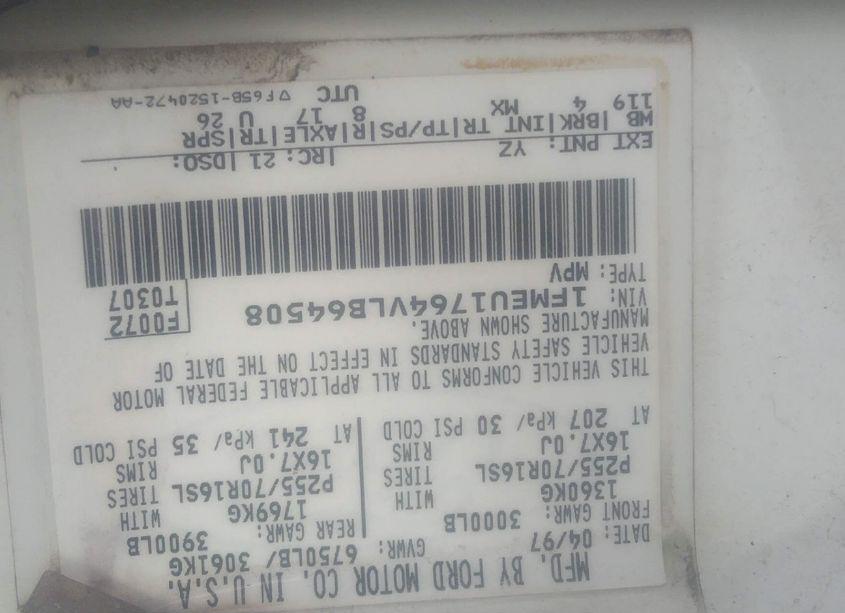 MFD. BY FORD MOTOR CO. IN U.S.A.
DATE: 04/97 GVWR: 6750LB/ 3061KG
FRONT GAWR: 3000LB REAR GAWR: 3900LB
1360KG WITH 1769KG WITH
P255/70R16SL TIRES P255/70R16SL TIRES
16X7.0J RIMS 16X7.0J RIMS
AT 207 kPa/ 30 PSI COLD AT 241 kPa/ 35 PSI COLD
THIS VEHICLE CONFORMS TO ALL APPLICABLE FEDERAL MOTOR
VEHICLE SAFETY STANDARDS IN EFFECT ON THE DATE OF
MANUFACTURE SHOWN ABOVE.
VIN: 1FMEU1764VLB64508 F0072
TYPE: MPV T0307
EXT PNT: YZ |RC: 21 |DSO:
WB |BRK|INT TR|TP/PS|R|AXLE|TR|SPR
119 4 MX 8 17 U 26
UTC ▽F65B-1520472-AA